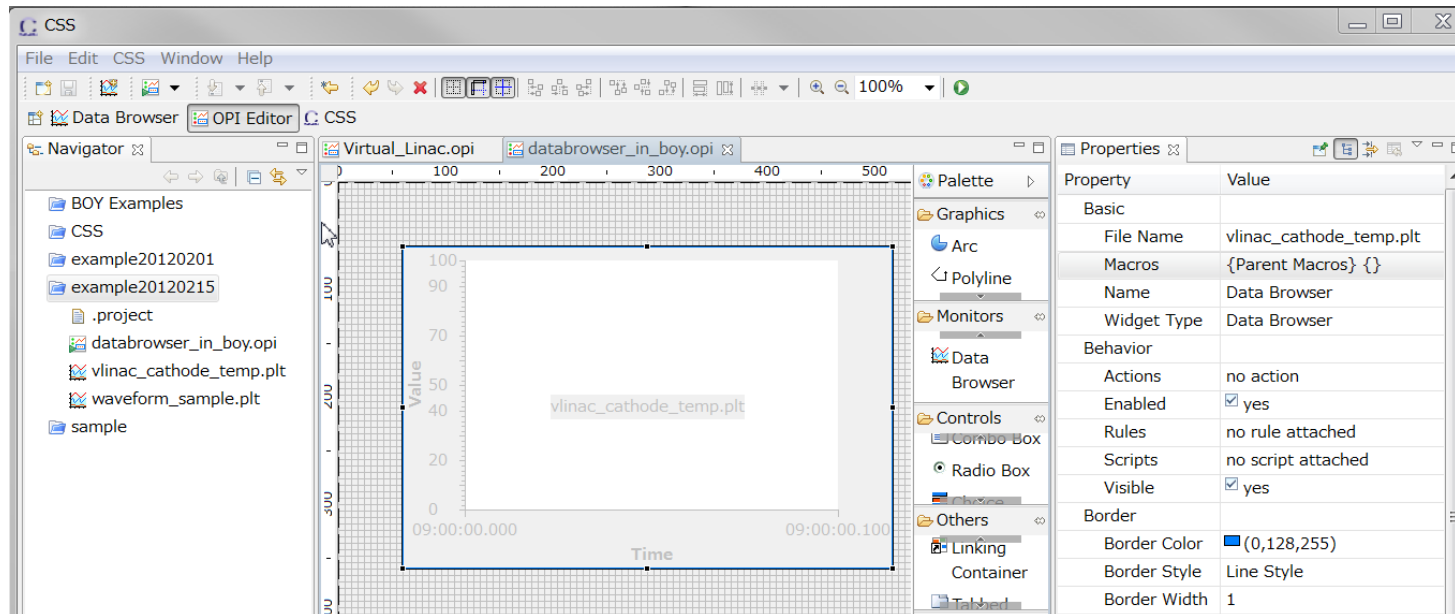 CSS
File Edit CSS Window Help
100%
Data Browser OPI Editor CSS
Navigator
BOY Examples
CSS
example20120201
example20120215
.project
databrowser_in_boy.opi
vlinac_cathode_temp.plt
waveform_sample.plt
sample
Virtual_Linac.opi databrowser_in_boy.opi
0 100 200 300 400 500
100
200
300
100
90
70
50
40
20
0
Value
vlinac_cathode_temp.plt
09:00:00.000 09:00:00.100
Time
Palette
Graphics
Arc
Polyline
Monitors
Data
Browser
Controls
Combo Box
Radio Box
Choice
Others
Linking
Container
Tabbed
Properties
Property Value
Basic
File Name vlinac_cathode_temp.plt
Macros {Parent Macros} {}
Name Data Browser
Widget Type Data Browser
Behavior
Actions no action
Enabled yes
Rules no rule attached
Scripts no script attached
Visible yes
Border
Border Color (0,128,255)
Border Style Line Style
Border Width 1